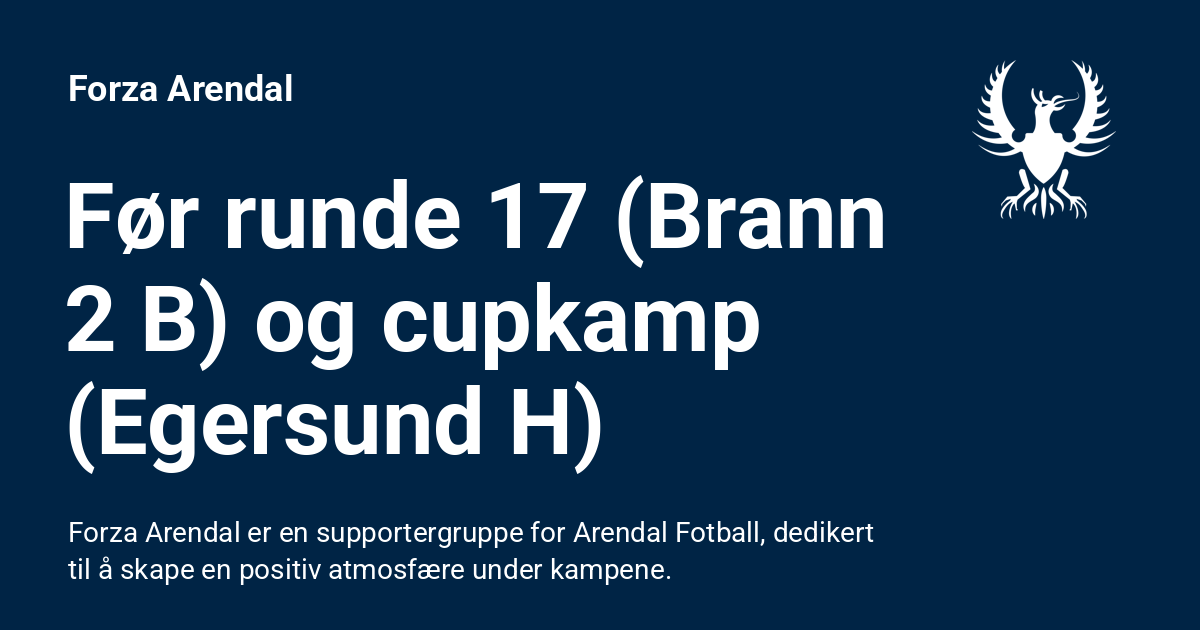 Forza Arendal
Før runde 17 (Brann
2 B) og cupkamp
(Egersund H)
Forza Arendal er en supportergruppe for Arendal Fotball, dedikert
til å skape en positiv atmosfære under kampene.